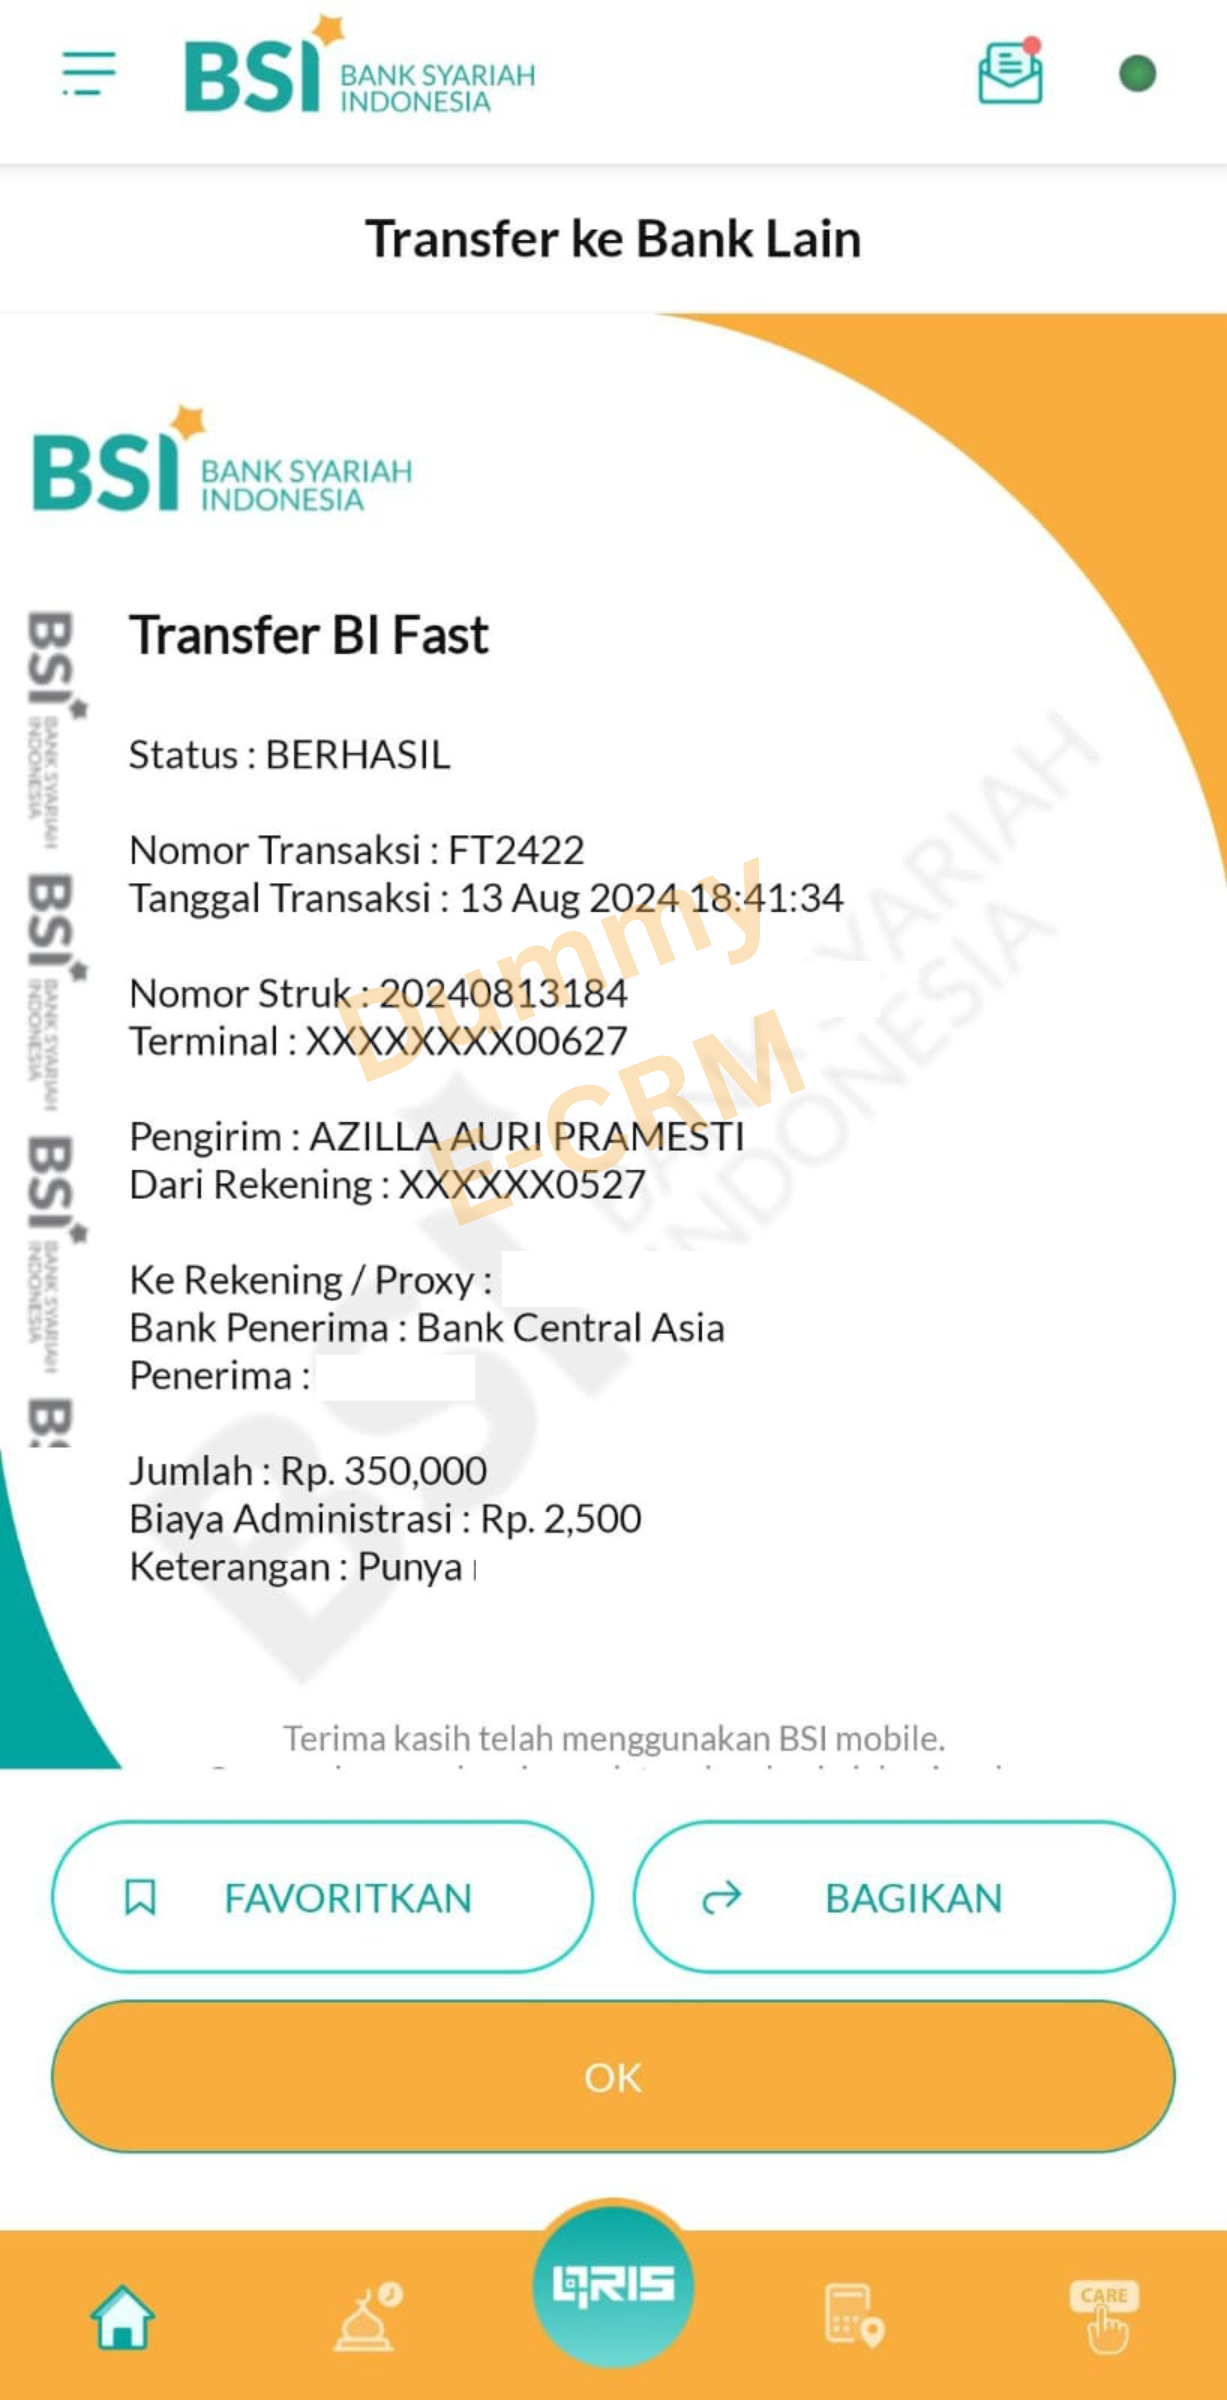 BSI BANK SYARIAH
INDONESIA
Transfer ke Bank Lain
BSI BANK SYARIAH
INDONESIA
Transfer BI Fast
Status : BERHASIL
Nomor Transaksi : FT2422
Tanggal Transaksi : 13 Aug 2024 18:41:34
Nomor Struk : 20240813184
Terminal : XXXXXXXX00627
Pengirim : AZILLA AURI PRAMESTI
Dari Rekening : XXXXXX0527
Ke Rekening / Proxy :
Bank Penerima : Bank Central Asia
Penerima :
Jumlah : Rp. 350,000
Biaya Administrasi : Rp. 2,500
Keterangan : Punya
Dummy
E-CRM
BSI BANK SYARIAH
INDONESIA
BSI BANK SYARIAH
INDONESIA
BSI BANK SYARIAH
INDONESIA
BSI BANK SYARIAH
INDONESIA
Terima kasih telah menggunakan BSI mobile.
FAVORITKAN
BAGIKAN
OK
QRIS
CARE